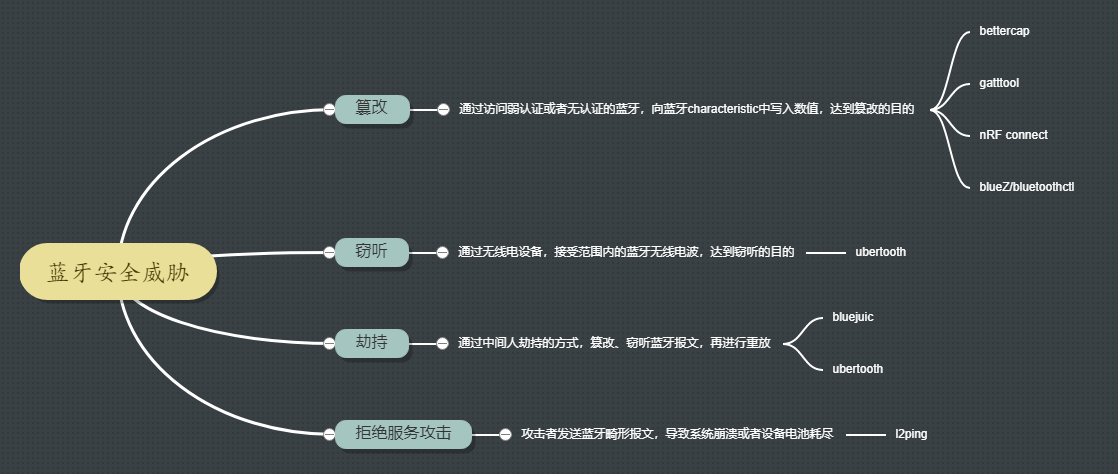 蓝牙安全威胁
篡改
通过访问弱认证或者无认证的蓝牙，向蓝牙characteristic中写入数值，达到篡改的目的
bettercap
gatttool
nRF connect
blueZ/bluetoothctl
窃听
通过无线电设备，接受范围内的蓝牙无线电波，达到窃听的目的
ubertooth
劫持
通过中间人劫持的方式，篡改、窃听蓝牙报文，再进行重放
bluejuic
ubertooth
拒绝服务攻击
攻击者发送蓝牙畸形报文，导致系统崩溃或者设备电池耗尽
l2ping